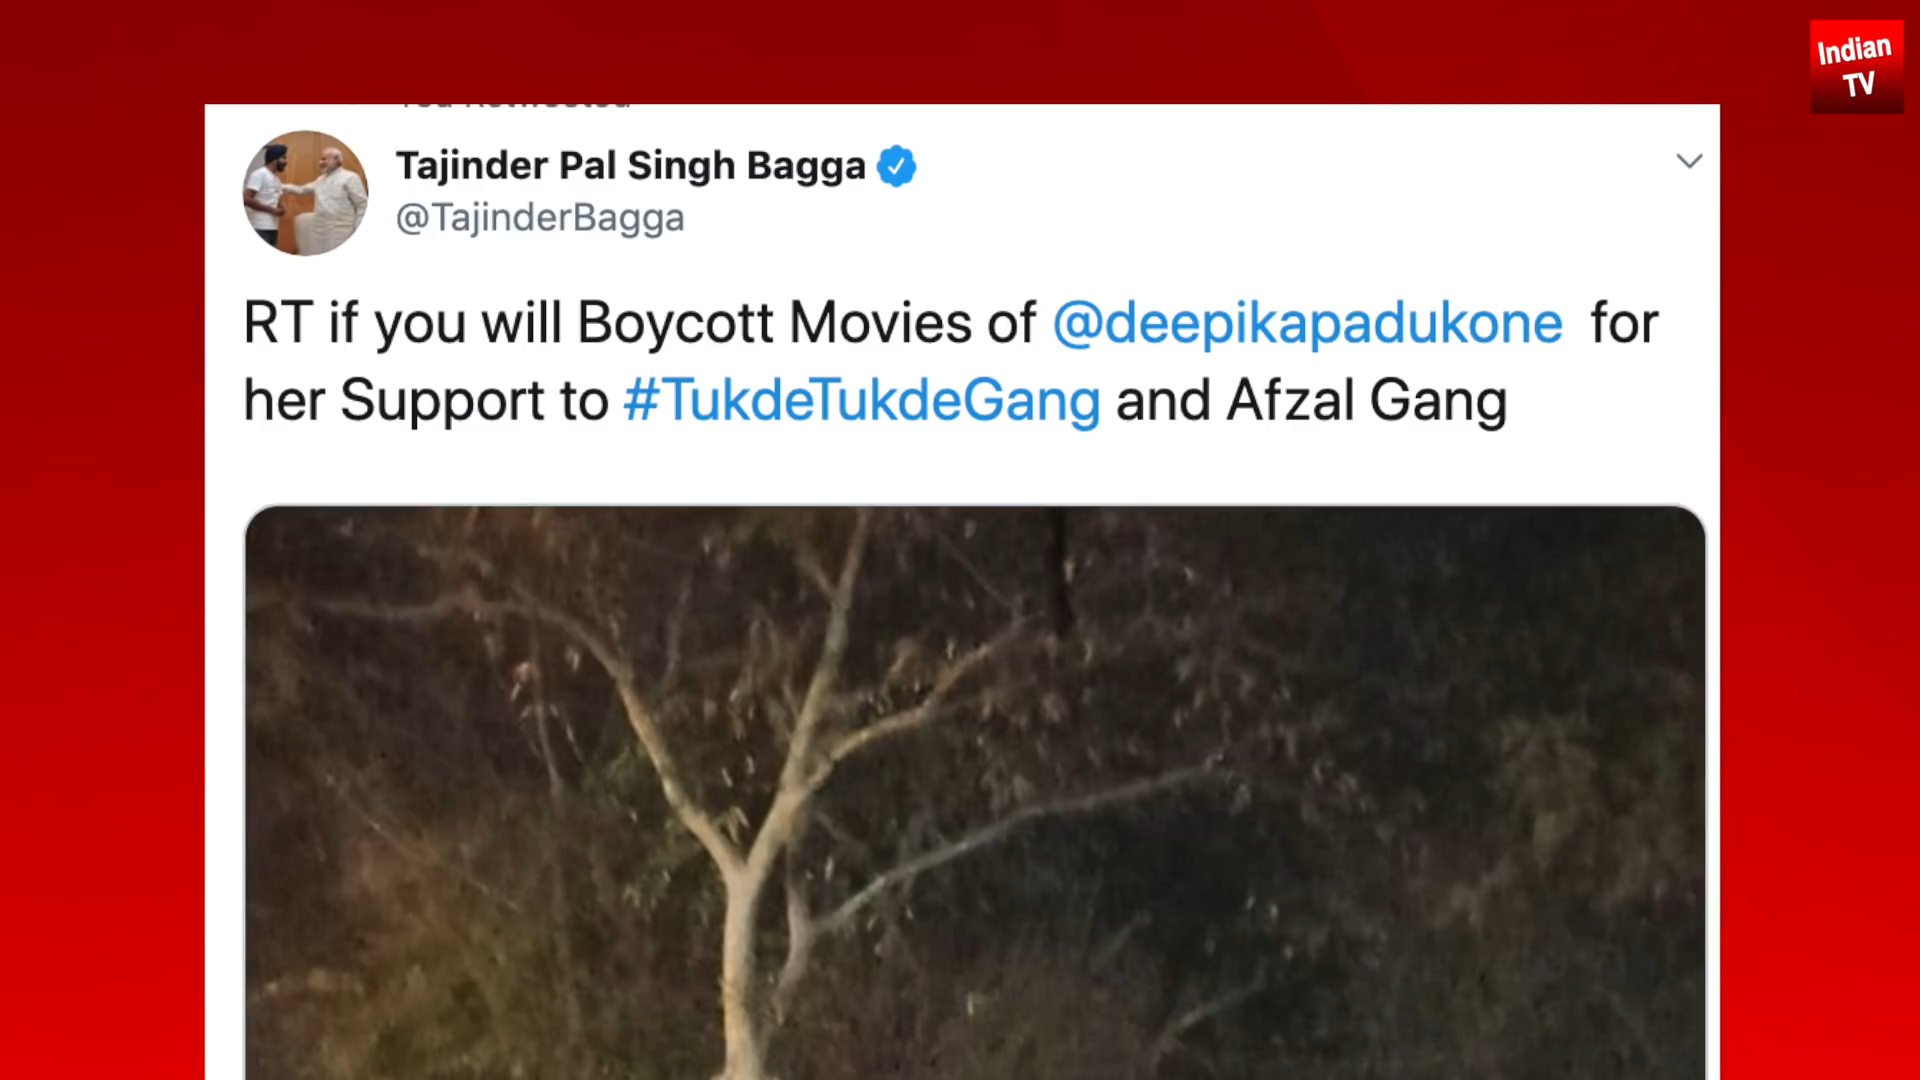 Indian
TV
Tajinder Pal Singh Bagga
@TajinderBagga
RT if you will Boycott Movies of @deepikapadukone for
her Support to #TukdeTukdeGang and Afzal Gang